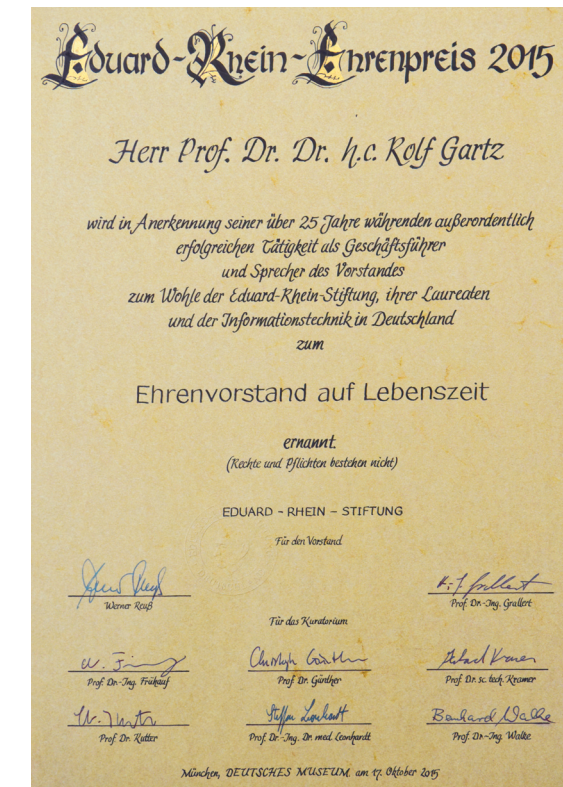 Eduard-Rhein-Ehrenpreis 2015
Herr Prof. Dr. Dr. h.c. Rolf Gartz
wird in Anerkennung seiner über 25 Jahre währenden außerordentlich
erfolgreichen Tätigkeit als Geschäftsführer
und Sprecher des Vorstandes
zum Wohle der Eduard-Rhein-Stiftung, ihrer Laureaten
und der Informationstechnik in Deutschland
zum
Ehrenvorstand auf Lebenszeit
ernannt.
(Rechte und Pflichten bestehen nicht)
EDUARD - RHEIN - STIFTUNG
Für den Vorstand
Werner Reuß
Prof. Dr.-Ing. Grallert
Für das Kuratorium
Prof. Dr.-Ing. Frühauf
Prof. Dr. Günther
Prof. Dr. sc. tech. Kramer
Prof. Dr. Rutter
Steffen Leonhardt
Bernhard Walke
Prof. Dr.-Ing. Dr. med. Leonhardt
Prof. Dr.-Ing. Walke
München, DEUTSCHES MUSEUM, am 17. Oktober 2015